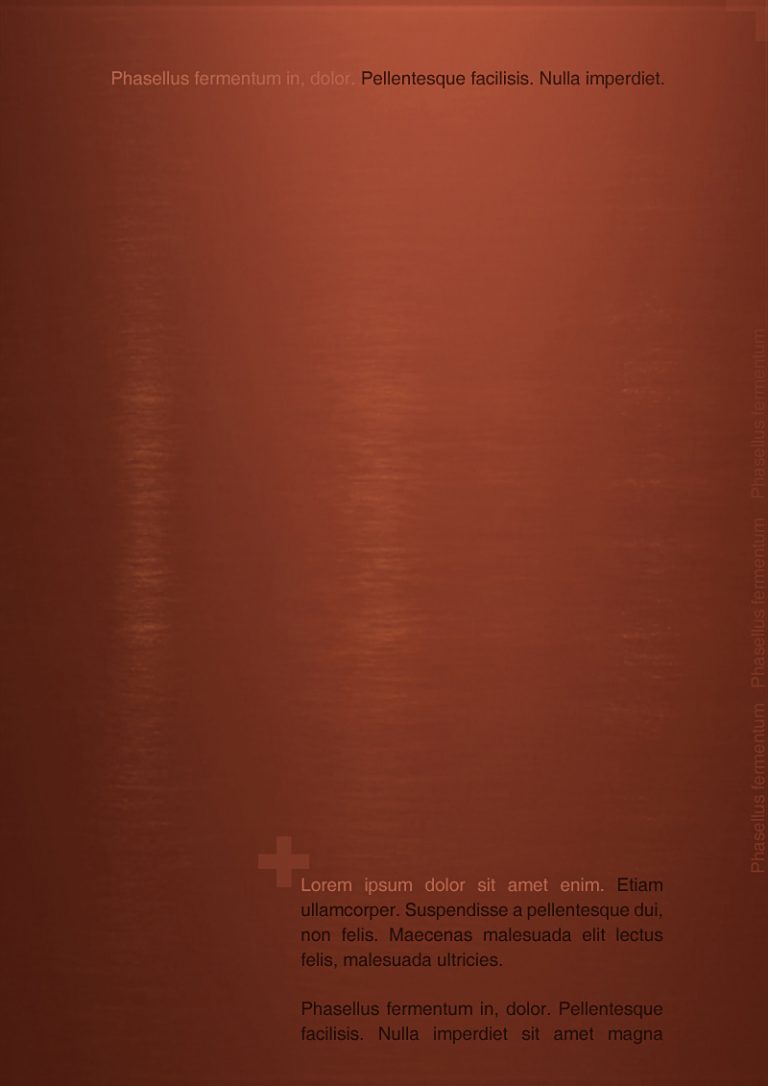 Phasellus fermentum in, dolor. Pellentesque facilisis. Nulla imperdiet.
Phasellus fermentum Phasellus fermentum Phasellus fermentum
Lorem ipsum dolor sit amet enim. Etiam
ullamcorper. Suspendisse a pellentesque dui,
non felis. Maecenas malesuada elit lectus
felis, malesuada ultricies.
Phasellus fermentum in, dolor. Pellentesque
facilisis. Nulla imperdiet sit amet magna